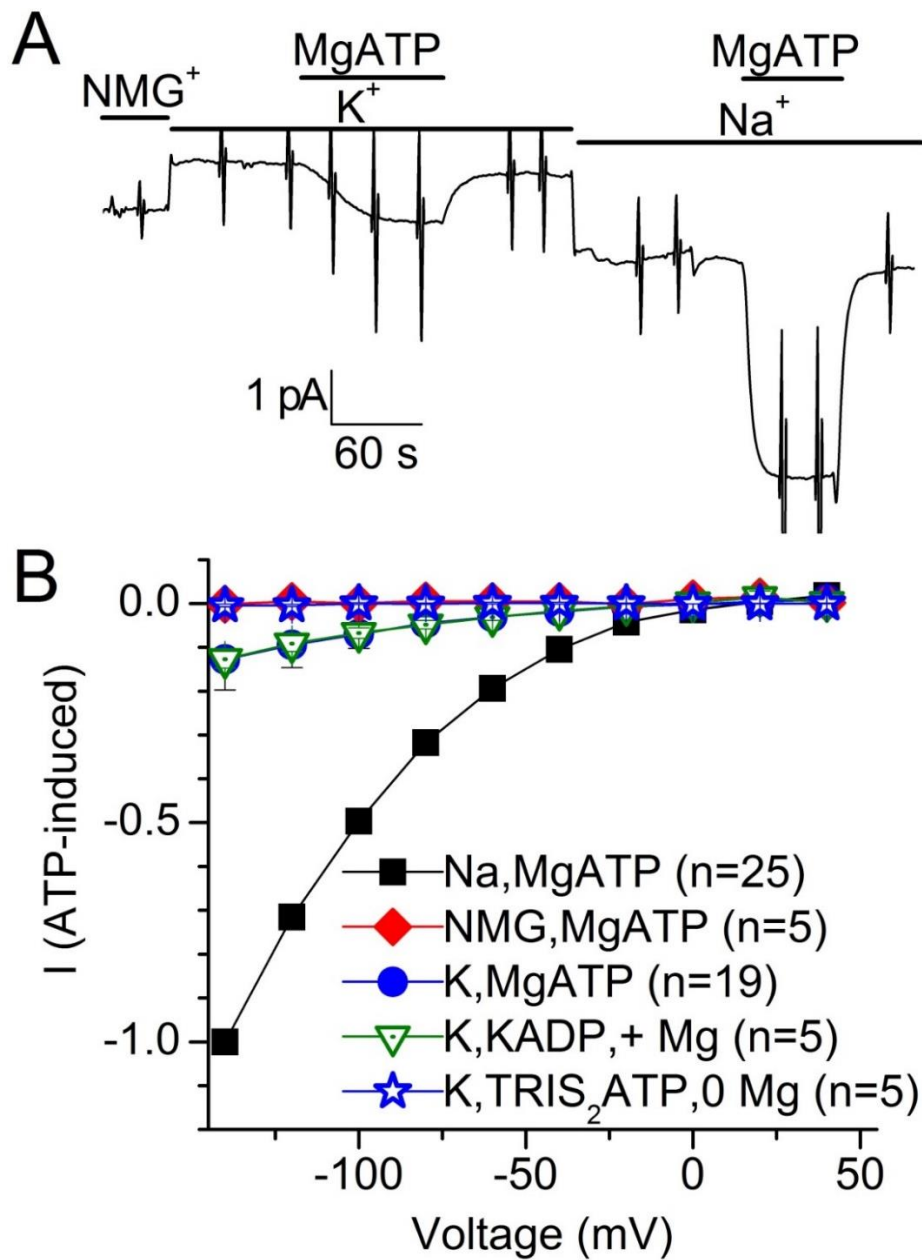 A
MgATP
MgATP
NMG⁺
K⁺
Na⁺
1 pA
60 s
B
0.0
-0.5
-1.0
I (ATP-induced)
Na,MgATP (n=25)
NMG,MgATP (n=5)
K,MgATP (n=19)
K,KADP,+ Mg (n=5)
K,TRIS₂ATP,0 Mg (n=5)
-100
-50
0
50
Voltage (mV)